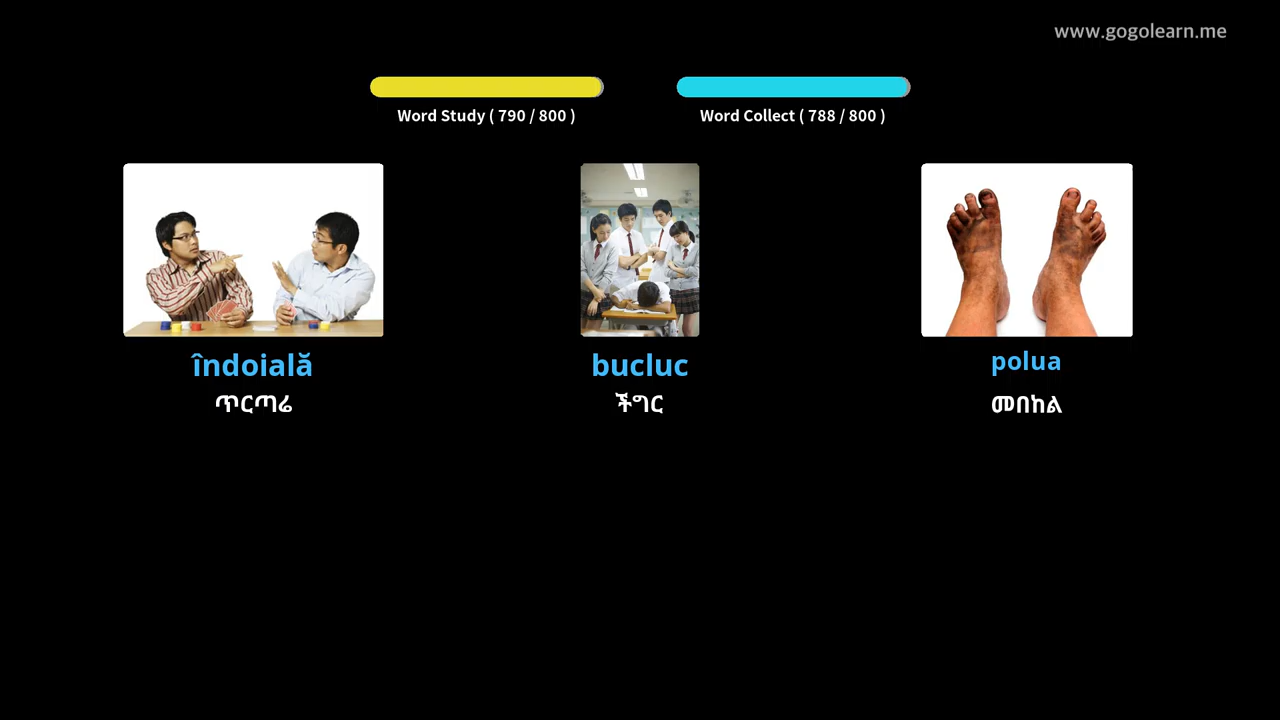 www.gogolearn.me
Word Study ( 790 / 800 )
Word Collect ( 788 / 800 )
îndoială
bucluc
polua
ጥርጣሬ
ችግር
መበከል